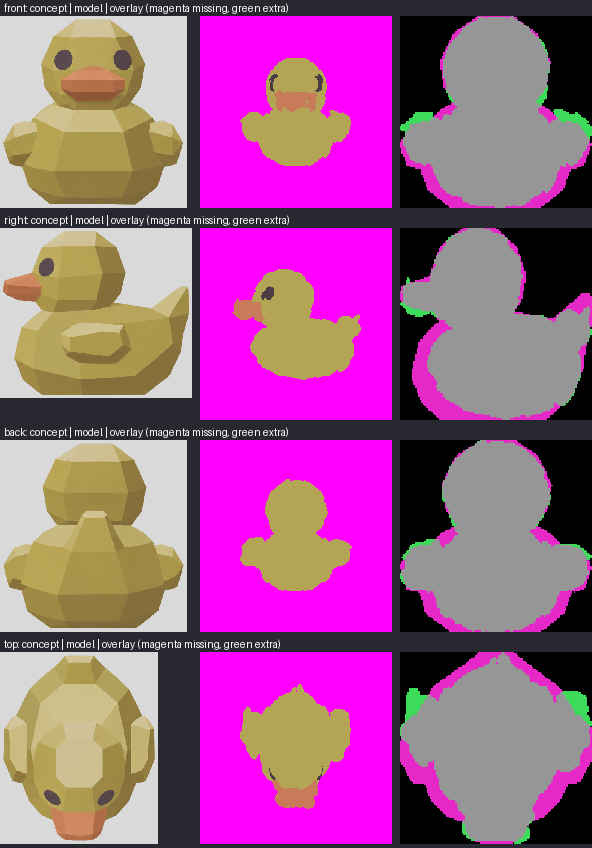 front: concept | model | overlay (magenta missing, green extra)
right: concept | model | overlay (magenta missing, green extra)
back: concept | model | overlay (magenta missing, green extra)
top: concept | model | overlay (magenta missing, green extra)